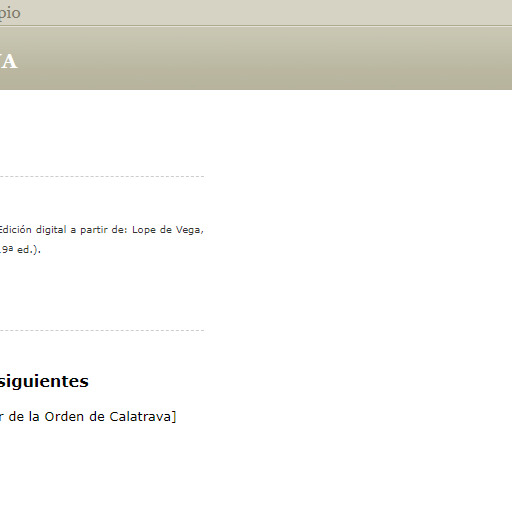 pio
A
Edición digital a partir de: Lope de Vega,
9ª ed.).
siguientes
r de la Orden de Calatrava]